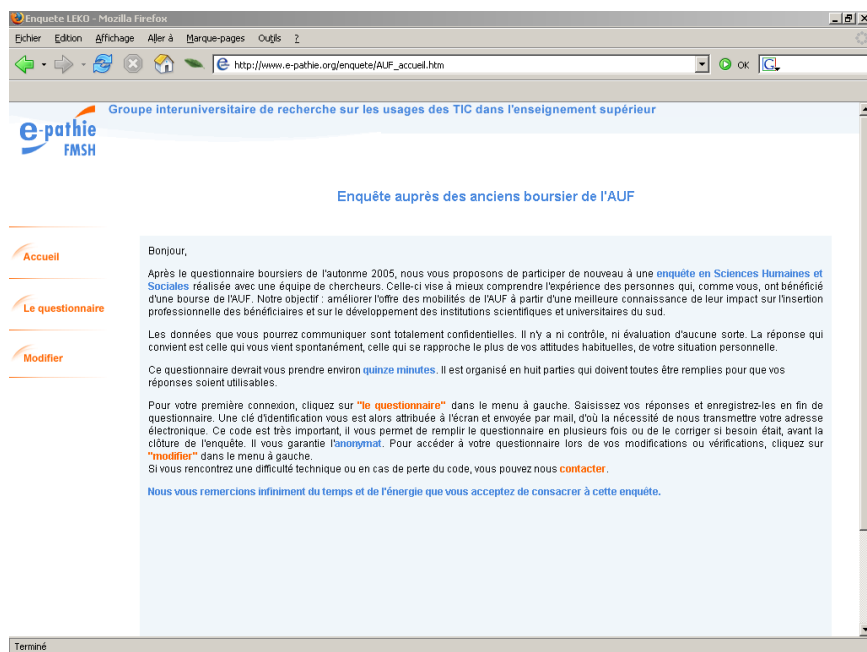 Enquete LEKO - Mozilla Firefox
Fichier Edition Affichage Aller à Marque-pages Outils ?
http://www.e-pathie.org/enquete/AUF_accueil.htm OK G
Groupe interuniversitaire de recherche sur les usages des TIC dans l'enseignement supérieur
e-pathie
FMSH
Enquête auprès des anciens boursier de l'AUF
Accueil
Le questionnaire
Modifier
Bonjour,
Après le questionnaire boursiers de l'automne 2005, nous vous proposons de participer de nouveau à une enquête en Sciences Humaines et
Sociales réalisée avec une équipe de chercheurs. Celle-ci vise à mieux comprendre l'expérience des personnes qui, comme vous, ont bénéficié
d'une bourse de l'AUF. Notre objectif : améliorer l'offre des mobilités de l'AUF à partir d'une meilleure connaissance de leur impact sur l'insertion
professionnelle des bénéficiaires et sur le développement des institutions scientifiques et universitaires du sud.
Les données que vous pourrez communiquer sont totalement confidentielles. Il n'y a ni contrôle, ni évaluation d'aucune sorte. La réponse qui
convient est celle qui vous vient spontanément, celle qui se rapproche le plus de vos attitudes habituelles, de votre situation personnelle.
Ce questionnaire devrait vous prendre environ quinze minutes. Il est organisé en huit parties qui doivent toutes être remplies pour que vos
réponses soient utilisables.
Pour votre première connexion, cliquez sur "le questionnaire" dans le menu à gauche. Saisissez vos réponses et enregistrez-les en fin de
questionnaire. Une clé d'identification vous est alors attribuée à l'écran et envoyée par mail, d'où la nécessité de nous transmettre votre adresse
électronique. Ce code est très important, il vous permet de remplir le questionnaire en plusieurs fois ou de le corriger si besoin était, avant la
clôture de l'enquête. Il vous garantie l'anonymat. Pour accéder à votre questionnaire lors de vos modifications ou vérifications, cliquez sur
"modifier" dans le menu à gauche.
Si vous rencontrez une difficulté technique ou en cas de perte du code, vous pouvez nous contacter.
Nous vous remercions infiniment du temps et de l'énergie que vous acceptez de consacrer à cette enquête.
Terminé